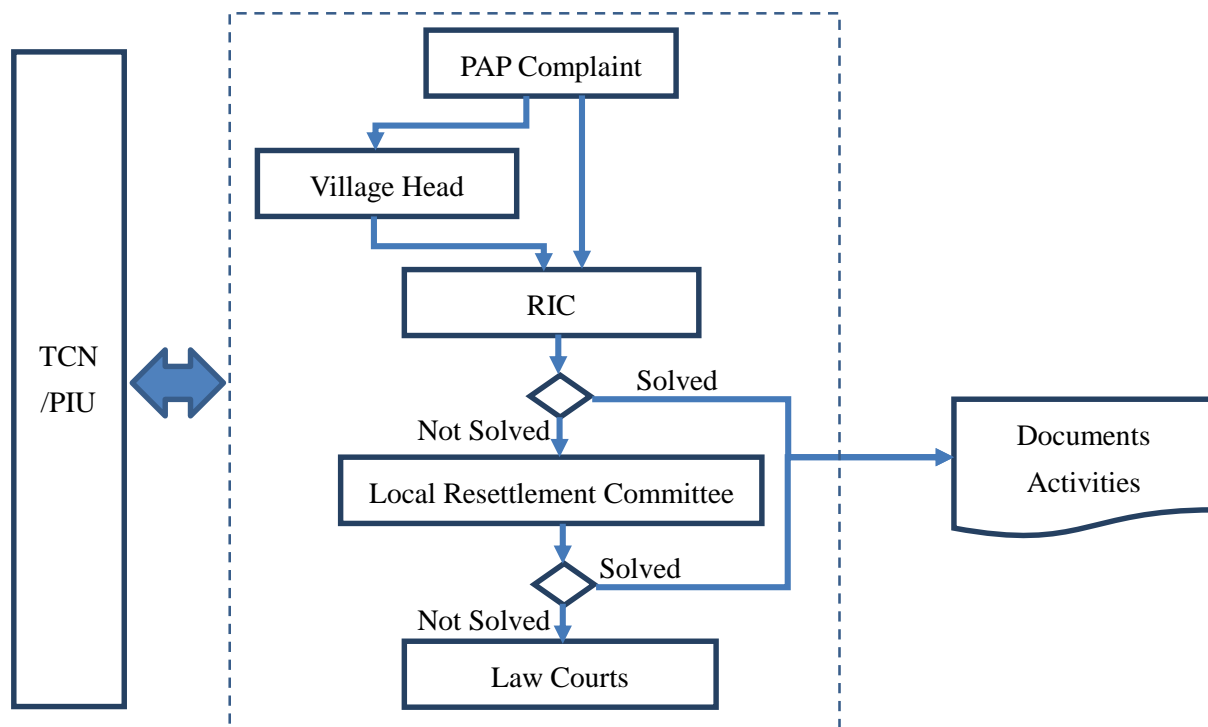 PAP Complaint
Village Head
RIC
TCN
/PIU
Solved
Not Solved
Documents
Activities
Local Resettlement Committee
Solved
Not Solved
Law Courts